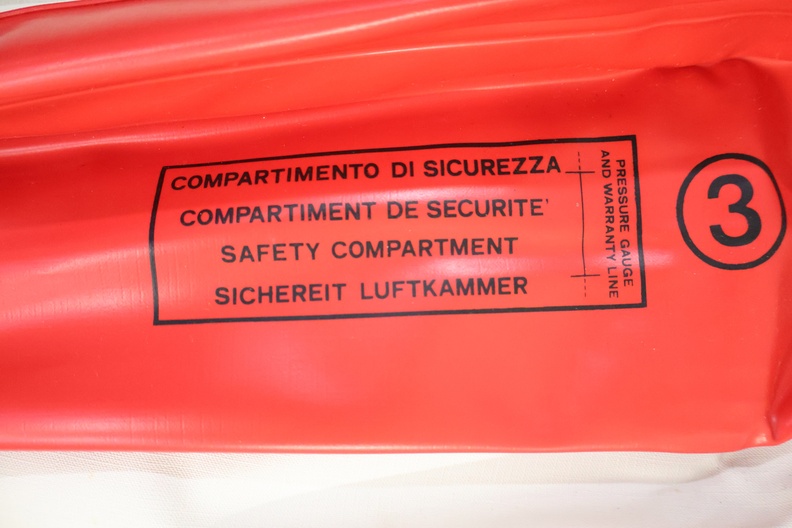 COMPARTIMENTO DI SICUREZZA
COMPARTIMENT DE SECURITE'
SAFETY COMPARTMENT
SICHEREIT LUFTKAMMER
PRESSURE GAUGE
AND WARRANTY LINE
3